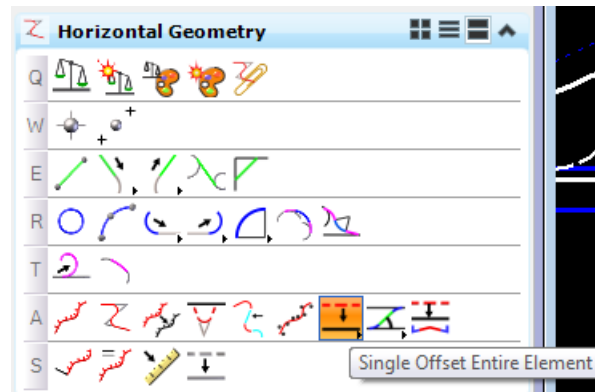 Horizontal Geometry
Q
W
E
R
T
A
Single Offset Entire Element
S